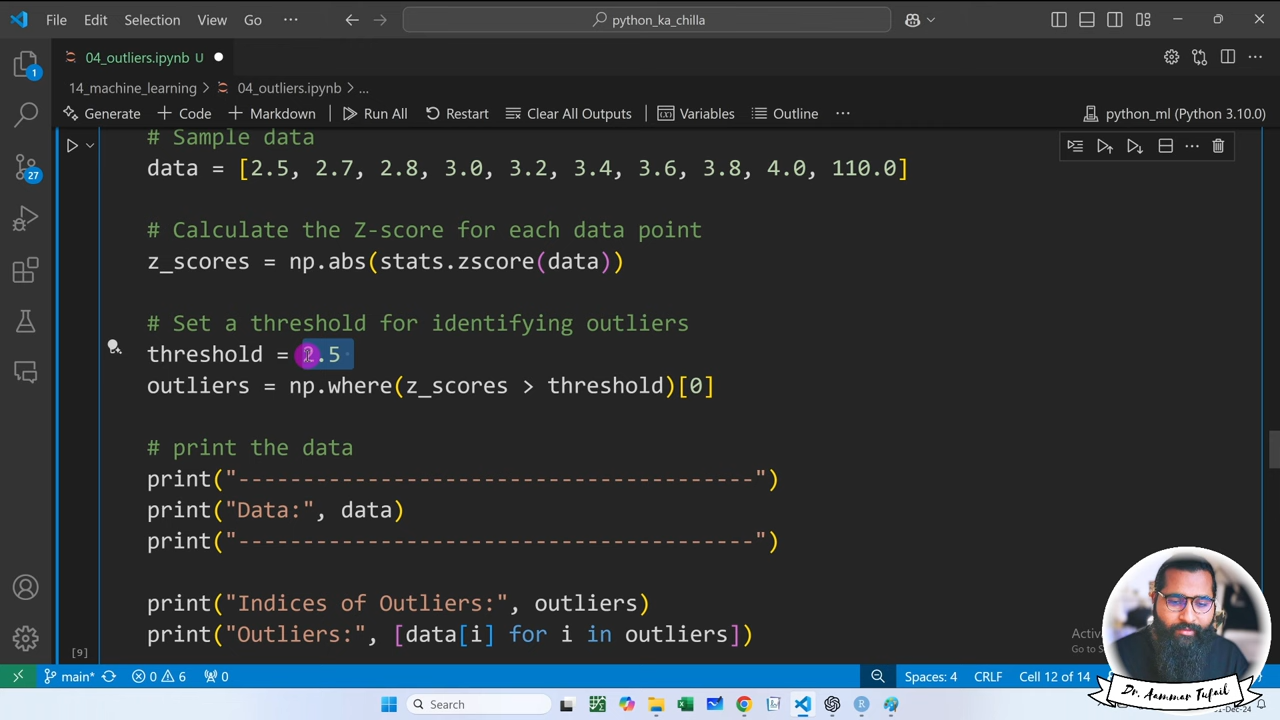 File Edit Selection View Go ··· python_ka_chilla
04_outliers.ipynb U
14_machine_learning > 04_outliers.ipynb > ...
Generate + Code + Markdown Run All Restart Clear All Outputs Variables Outline ··· python_ml (Python 3.10.0)
1
27
# Sample data
data = [2.5, 2.7, 2.8, 3.0, 3.2, 3.4, 3.6, 3.8, 4.0, 110.0]
# Calculate the Z-score for each data point
z_scores = np.abs(stats.zscore(data))
# Set a threshold for identifying outliers
threshold = 2.5
outliers = np.where(z_scores > threshold)[0]
# print the data
print("----------------------------------------")
print("Data:", data)
print("----------------------------------------")
print("Indices of Outliers:", outliers)
print("Outliers:", [data[i] for i in outliers])
[9]
Dr. Aammar Tufail
main* 0 6 0 Spaces: 4 CRLF Cell 12 of 14
Search